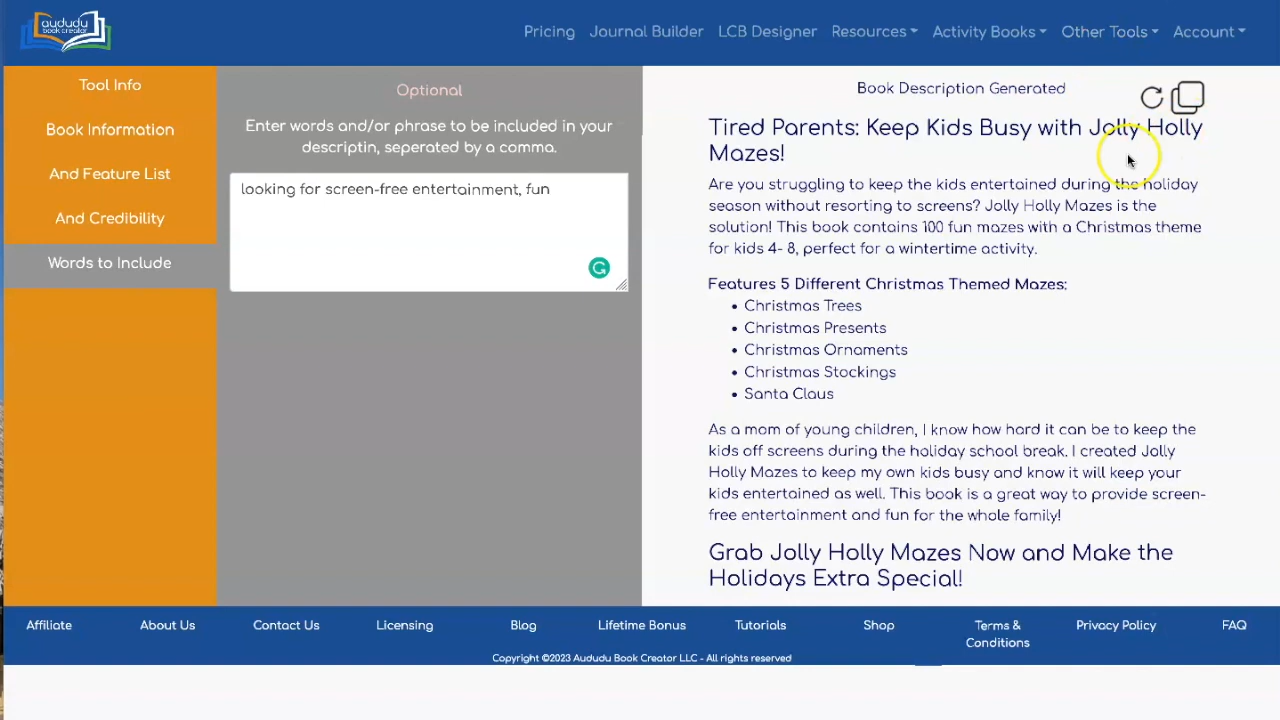 aududu
book creator
Pricing
Journal Builder
LCB Designer
Resources
Activity Books
Other Tools
Account
Tool Info
Book Information
And Feature List
And Credibility
Words to Include
Optional
Enter words and/or phrase to be included in your
descriptin, seperated by a comma.
looking for screen-free entertainment, fun
Book Description Generated
Tired Parents: Keep Kids Busy with Jolly Holly
Mazes!
Are you struggling to keep the kids entertained during the holiday
season without resorting to screens? Jolly Holly Mazes is the
solution! This book contains 100 fun mazes with a Christmas theme
for kids 4- 8, perfect for a wintertime activity.
Features 5 Different Christmas Themed Mazes:
• Christmas Trees
• Christmas Presents
• Christmas Ornaments
• Christmas Stockings
• Santa Claus
As a mom of young children, I know how hard it can be to keep the
kids off screens during the holiday school break. I created Jolly
Holly Mazes to keep my own kids busy and know it will keep your
kids entertained as well. This book is a great way to provide screen-
free entertainment and fun for the whole family!
Grab Jolly Holly Mazes Now and Make the
Holidays Extra Special!
Affiliate
About Us
Contact Us
Licensing
Blog
Lifetime Bonus
Tutorials
Shop
Terms &
Conditions
Privacy Policy
FAQ
Copyright ©2023 Aududu Book Creator LLC - All rights reserved